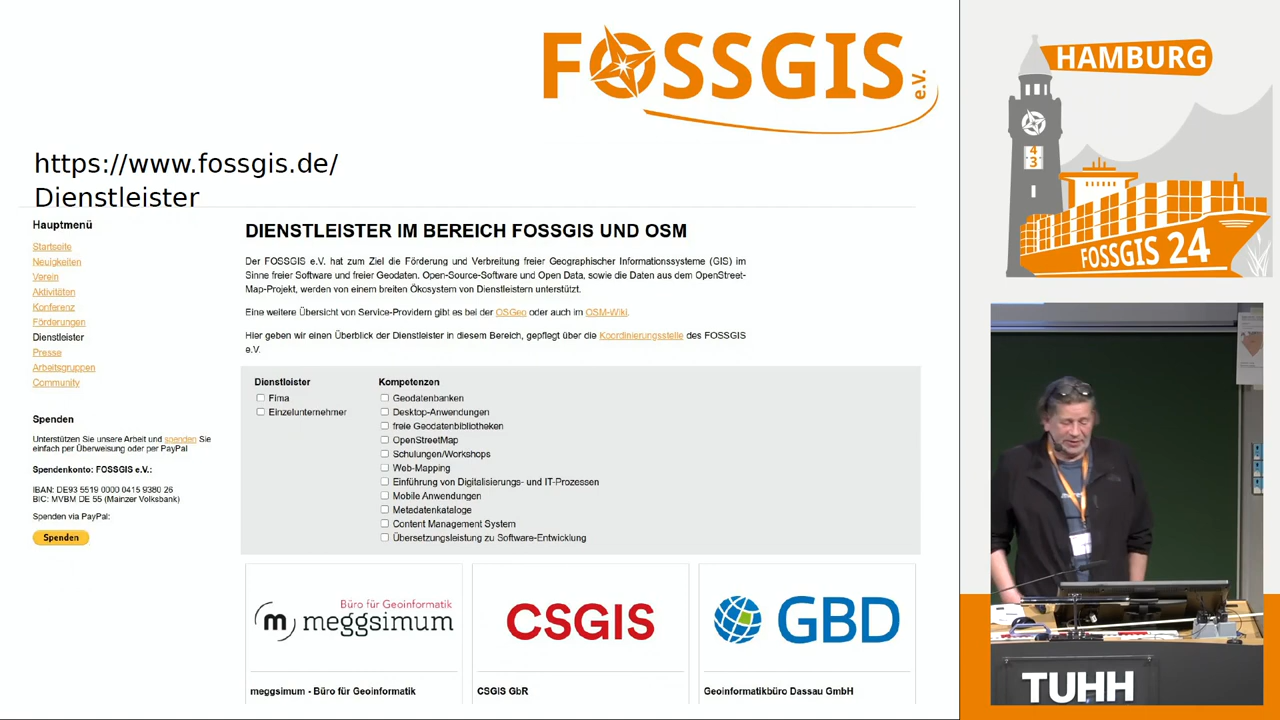 FOSSGIS e.V.
https://www.fossgis.de/
Dienstleister
Hauptmenü
Startseite
Neuigkeiten
Verein
Aktivitäten
Konferenz
Förderungen
Dienstleister
Presse
Arbeitsgruppen
Community
Spenden
Unterstützen Sie unsere Arbeit und spenden Sie
einfach per Überweisung oder per PayPal
Spendenkonto: FOSSGIS e.V.:
IBAN: DE93 5519 0000 0415 9380 26
BIC: MVBM DE 55 (Mainzer Volksbank)
Spenden via PayPal:
Spenden
DIENSTLEISTER IM BEREICH FOSSGIS UND OSM
Der FOSSGIS e.V. hat zum Ziel die Förderung und Verbreitung freier Geographischer Informationssysteme (GIS) im
Sinne freier Software und freier Geodaten. Open-Source-Software und Open Data, sowie die Daten aus dem OpenStreet-
Map-Projekt, werden von einem breiten Ökosystem von Dienstleistern unterstützt.
Eine weitere Übersicht von Service-Providern gibt es bei der OSGeo oder auch im OSM-Wiki.
Hier geben wir einen Überblick der Dienstleister in diesem Bereich, gepflegt über die Koordinierungsstelle des FOSSGIS
e.V.
Dienstleister
Fima
Einzelunternehmer
Kompetenzen
Geodatenbanken
Desktop-Anwendungen
freie Geodatenbibliotheken
OpenStreetMap
Schulungen/Workshops
Web-Mapping
Einführung von Digitalisierungs- und IT-Prozessen
Mobile Anwendungen
Metadatenkataloge
Content Management System
Übersetzungsleistung zu Software-Entwicklung
Büro für Geoinformatik
m meggsimum
meggsimum - Büro für Geoinformatik
CSGIS
CSGIS GbR
GBD
Geoinformatikbüro Dassau GmbH
HAMBURG
4
3
FOSSGIS 24
TUHH